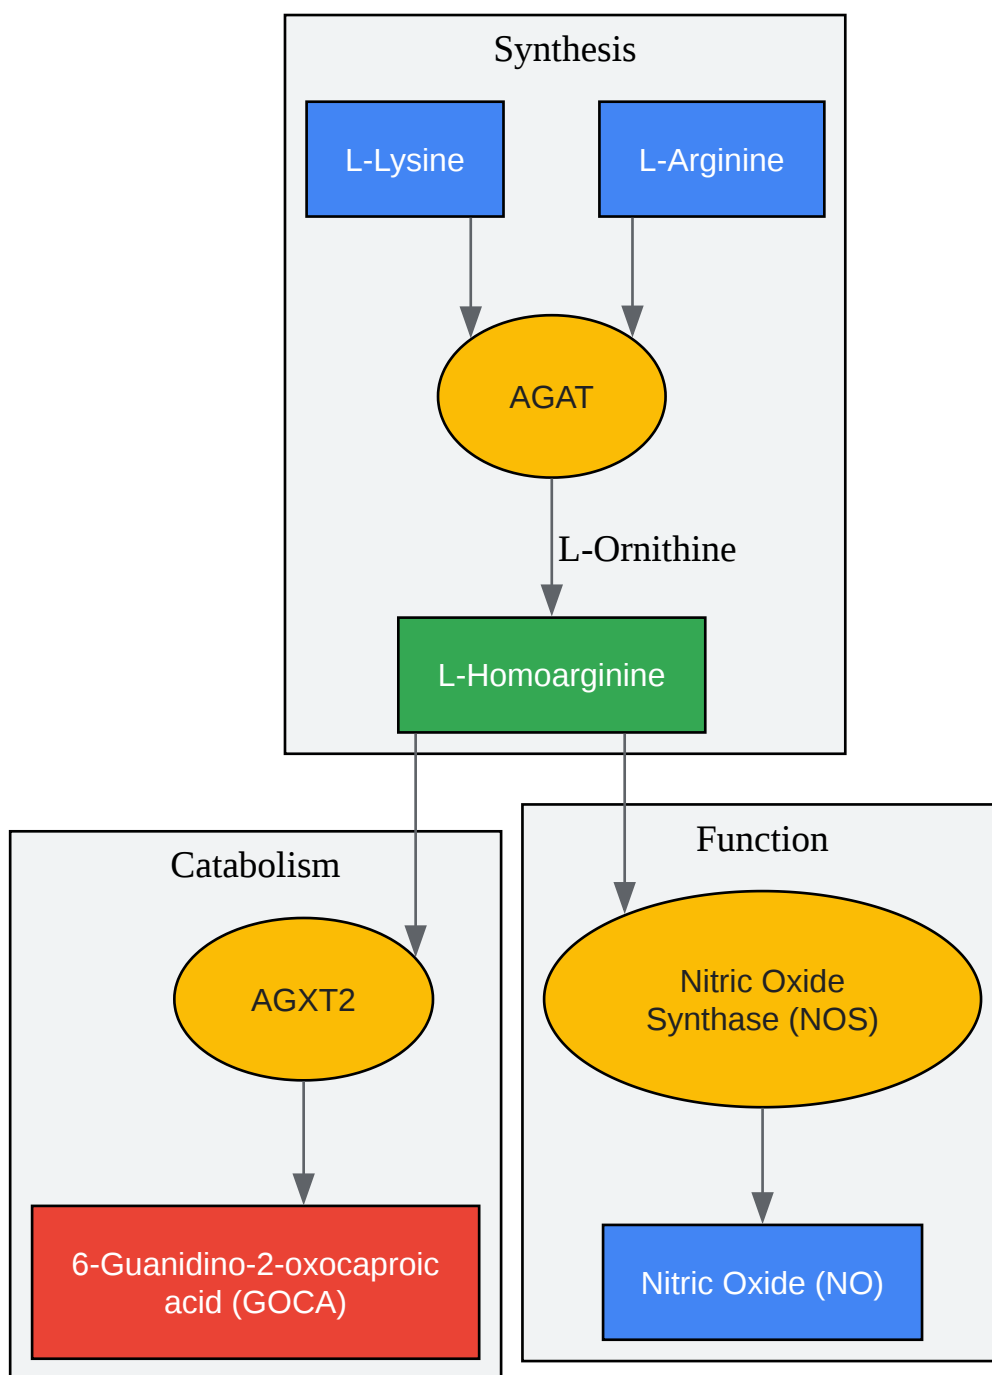 Synthesis
L-Lysine
L-Arginine
AGAT
L-Ornithine
L-Homoarginine
Catabolism
AGXT2
6-Guanidino-2-oxocaproic
acid (GOCA)
Function
Nitric Oxide
Synthase (NOS)
Nitric Oxide (NO)